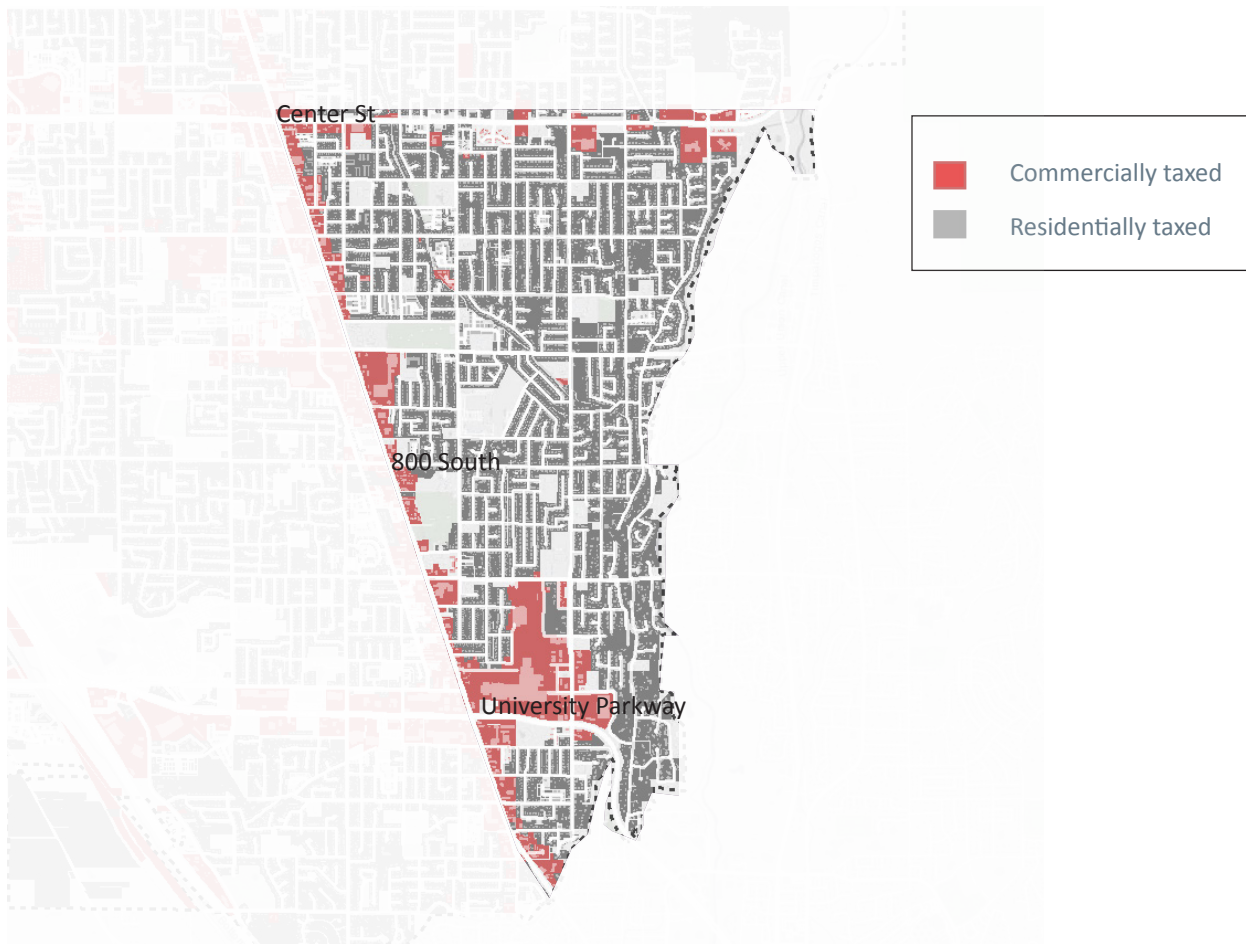 Center St
Commercially taxed
Residentially taxed
800 South
University Parkway